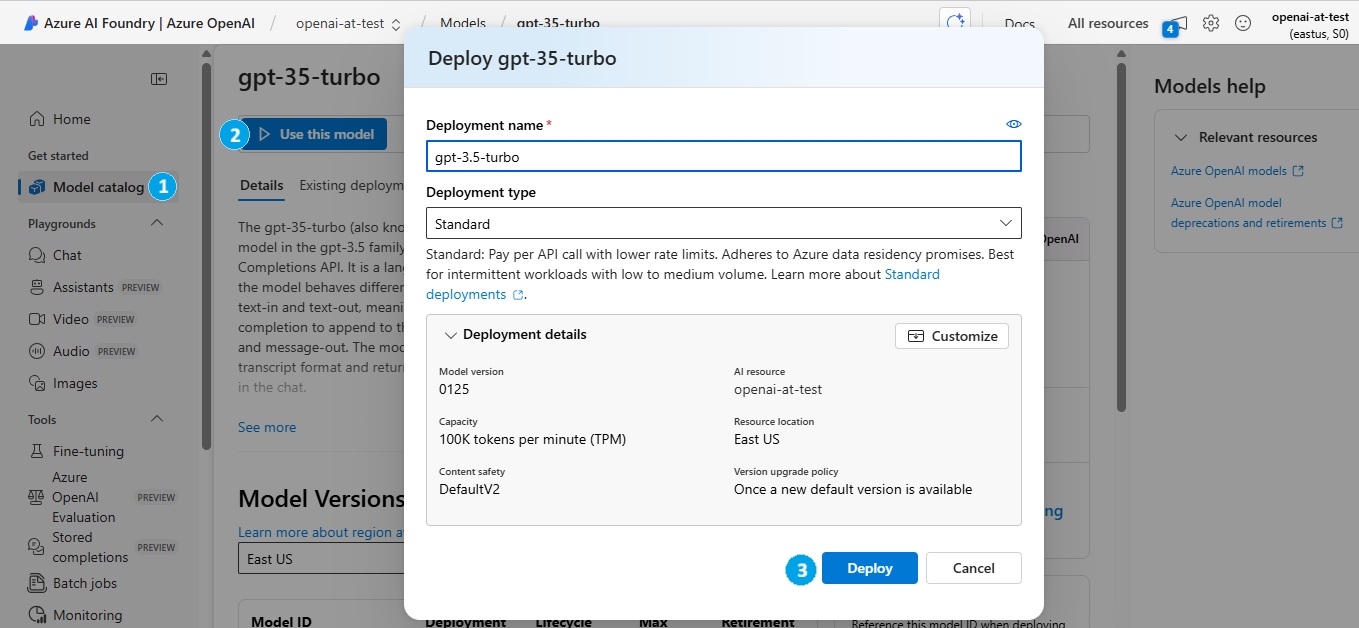 Azure AI Foundry | Azure OpenAI / openai-at-test / Models / gpt-35-turbo
Docs All resources 4 openai-at-test
(eastus, S0)
Home
Get started
Model catalog 1
Playgrounds
Chat
Assistants PREVIEW
Video PREVIEW
Audio PREVIEW
Images
Tools
Fine-tuning
Azure
OpenAI PREVIEW
Evaluation
Stored
completions PREVIEW
Batch jobs
Monitoring
gpt-35-turbo
2 Use this model
Details Existing deploym
The gpt-35-turbo (also kno
model in the gpt-3.5 family
Completions API. It is a lan
the model behaves differer
text-in and text-out, meani
completion to append to th
and message-out. The mod
transcript format and retur
in the chat.
See more
Model Versions
Learn more about region a
East US
Model ID Deployment Lifecycle Max Retirement
Deploy gpt-35-turbo
Deployment name *
gpt-3.5-turbo
Deployment type
Standard
Standard: Pay per API call with lower rate limits. Adheres to Azure data residency promises. Best
for intermittent workloads with low to medium volume. Learn more about Standard
deployments.
Deployment details
Customize
Model version
0125
AI resource
openai-at-test
Capacity
100K tokens per minute (TPM)
Resource location
East US
Content safety
DefaultV2
Version upgrade policy
Once a new default version is available
3 Deploy Cancel
OpenAI
ng
Reference this model ID when deploying
Models help
Relevant resources
Azure OpenAI models
Azure OpenAI model
deprecations and retirements